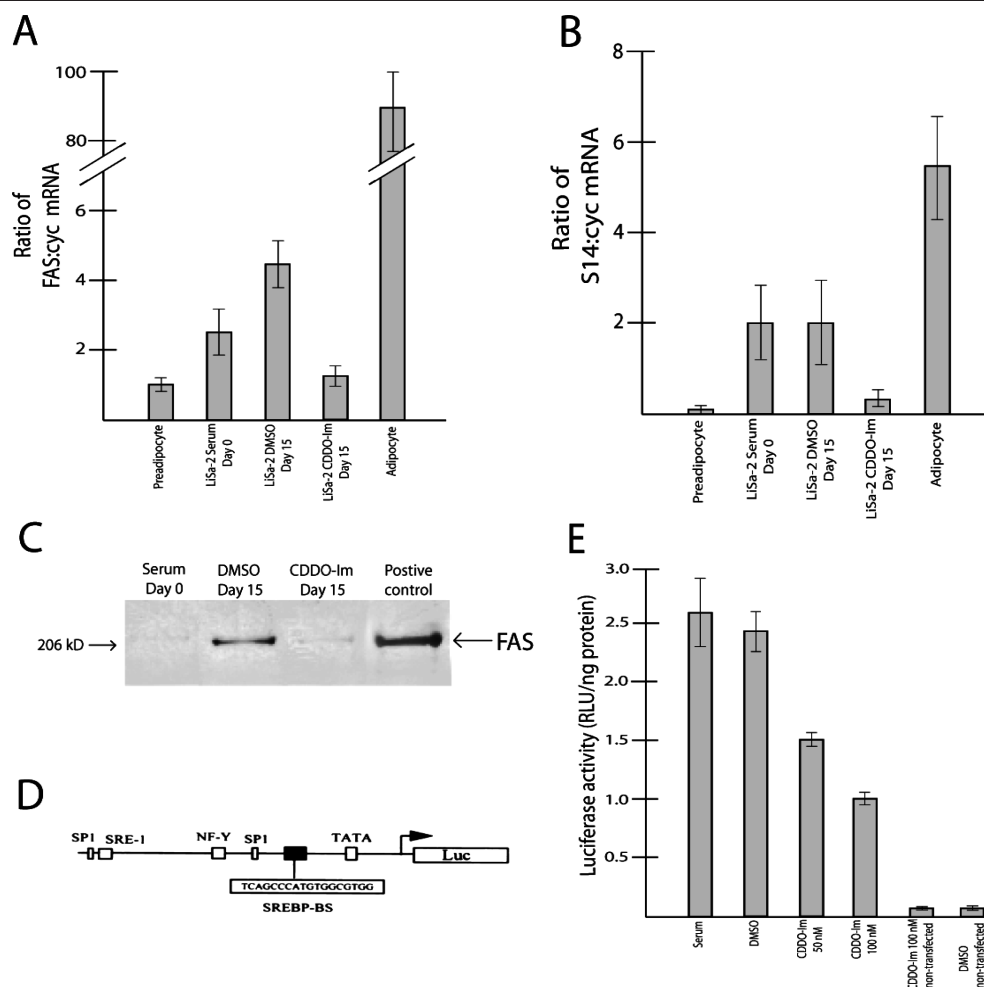 A
Ratio of
FAS:cyc mRNA
100
80
6
4
2
Preadipocyte
LiSa-2 Serum
Day 0
LiSa-2 DMSO
Day 15
LiSa-2 CDDO-Im
Day 15
Adipocyte
B
Ratio of
S14:cyc mRNA
8
6
4
2
Preadipocyte
LiSa-2 Serum
Day 0
LiSa-2 DMSO
Day 15
LiSa-2 CDDO-Im
Day 15
Adipocyte
C
Serum
Day 0
DMSO
Day 15
CDDO-Im
Day 15
Postive
control
206 kD
FAS
D
SP1
SRE-1
NF-Y
SP1
TATA
Luc
TCAGCCCATGTGGCGTGG
SREBP-BS
E
Luciferase activity (RLU/ng protein)
3.0
2.5
2.0
1.5
1.0
0.5
Serum
DMSO
CDDO-Im
50 nM
CDDO-Im
100 nM
CDDO-Im 100 nM
non-transfected
DMSO
non-transfected